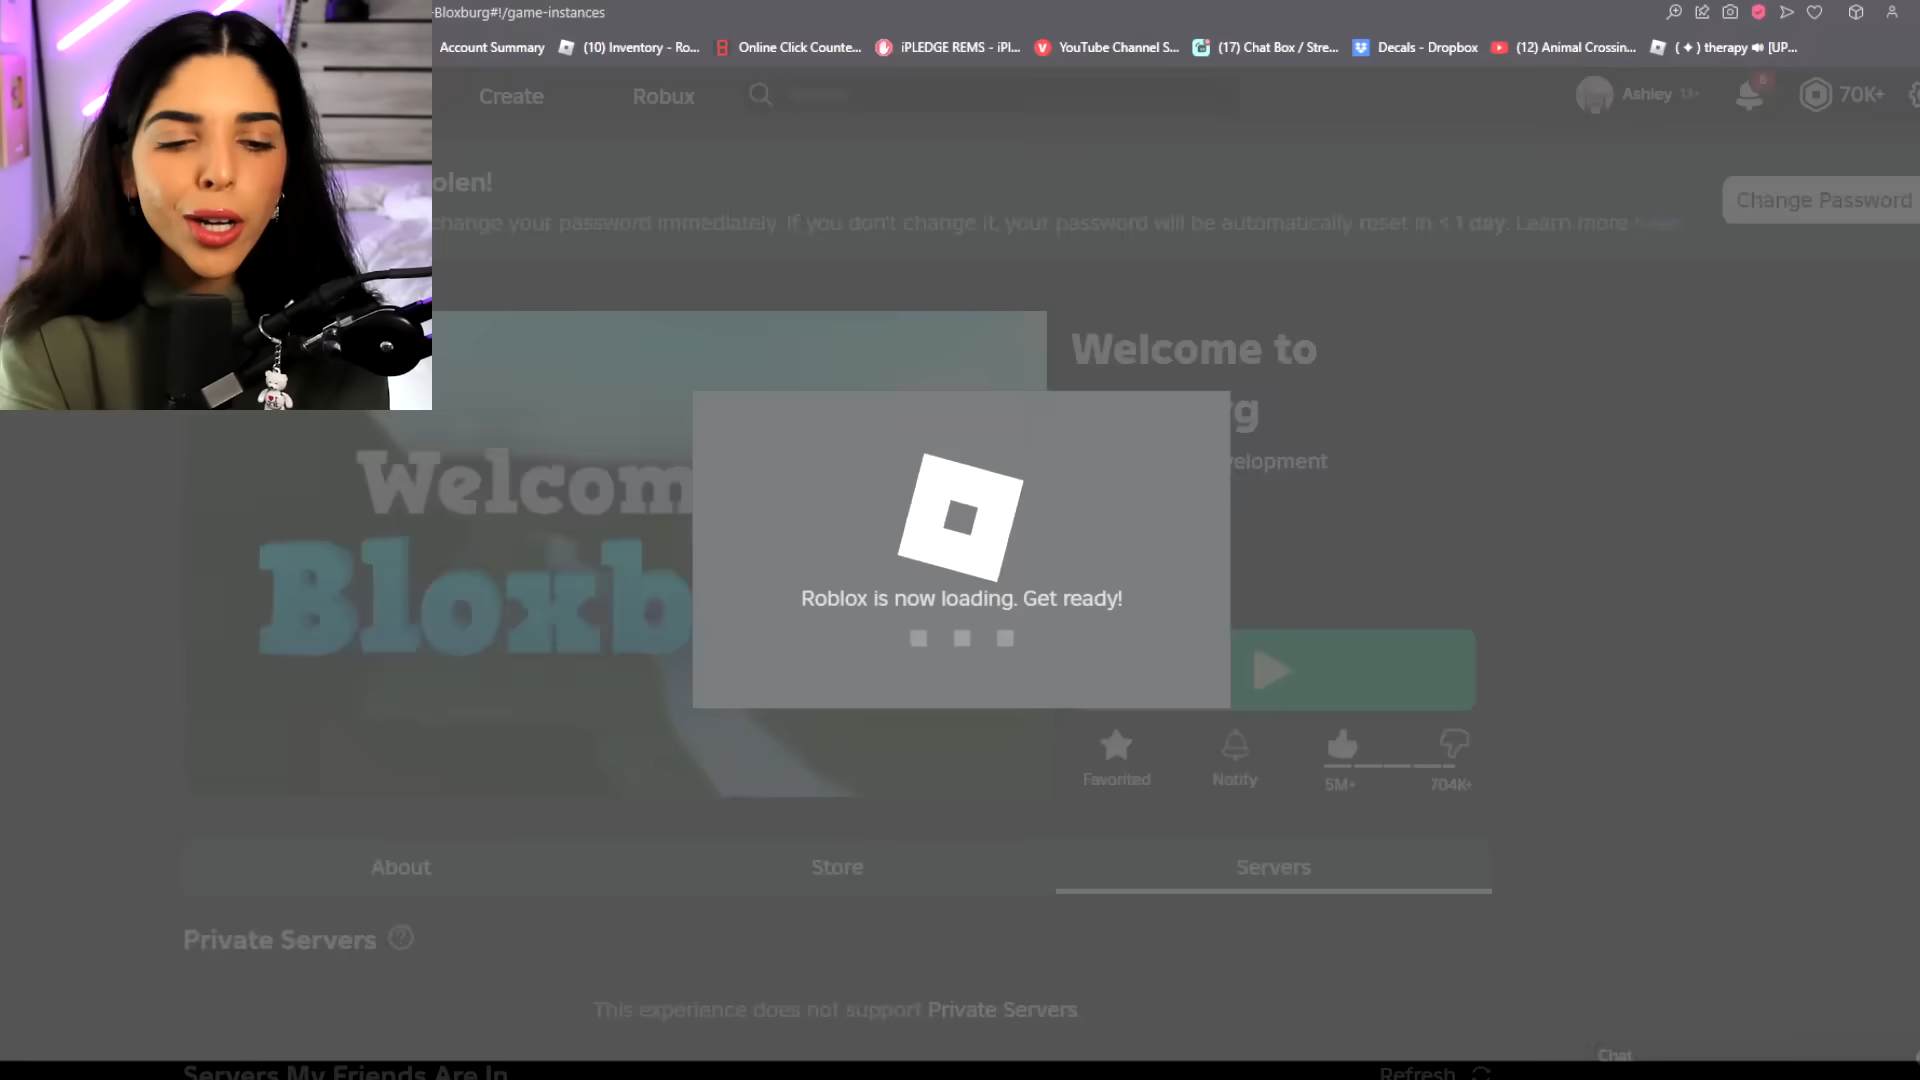 -Bloxburg#!/game-instances
Account Summary
(10) Inventory - Ro...
Online Click Counte...
iPLEDGE REMS - iPl...
YouTube Channel S...
(17) Chat Box / Stre...
Decals - Dropbox
(12) Animal Crossin...
( ✦ ) therapy 🔊 [UP...
Create
Robux
Ashley 13+
70K+
olen!
change your password immediately. If you don't change it, your password will be automatically reset in < 1 day. Learn more
Change Password
Welcome to
rg
velopment
Welcom
Bloxb
Roblox is now loading. Get ready!
Favorited
Notify
5M+
704K+
About
Store
Servers
Private Servers
This experience does not support Private Servers.
Chat
Servers My Friends Are In
Refresh